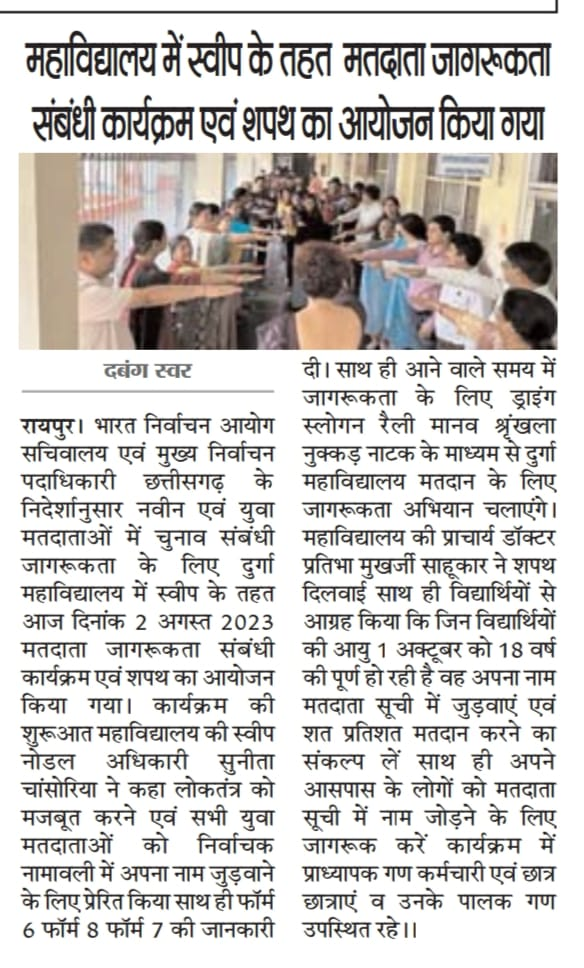 महाविद्यालय में स्वीप के तहत मतदाता जागरूकता
संबंधी कार्यक्रम एवं शपथ का आयोजन किया गया
दबंग स्वर
रायपुर। भारत निर्वाचन आयोग
सचिवालय एवं मुख्य निर्वाचन
पदाधिकारी छत्तीसगढ़ के
निदेर्शानुसार नवीन एवं युवा
मतदाताओं में चुनाव संबंधी
जागरूकता के लिए दुर्गा
महाविद्यालय में स्वीप के तहत
आज दिनांक 2 अगस्त 2023
मतदाता जागरूकता संबंधी
कार्यक्रम एवं शपथ का आयोजन
किया गया। कार्यक्रम की
शुरूआत महाविद्यालय की स्वीप
नोडल अधिकारी सुनीता
चांसोरिया ने कहा लोकतंत्र को
मजबूत करने एवं सभी युवा
मतदाताओं को निर्वाचक
नामावली में अपना नाम जुड़वाने
के लिए प्रेरित किया साथ ही फॉर्म
6 फॉर्म 8 फॉर्म 7 की जानकारी
दी। साथ ही आने वाले समय में
जागरूकता के लिए ड्राइंग
स्लोगन रैली मानव श्रृंखला
नुक्कड़ नाटक के माध्यम से दुर्गा
महाविद्यालय मतदान के लिए
जागरूकता अभियान चलाएंगे।
महाविद्यालय की प्राचार्य डॉक्टर
प्रतिभा मुखर्जी साहूकार ने शपथ
दिलवाई साथ ही विद्यार्थियों से
आग्रह किया कि जिन विद्यार्थियों
की आयु 1 अक्टूबर को 18 वर्ष
की पूर्ण हो रही है वह अपना नाम
मतदाता सूची में जुड़वाएं एवं
शत प्रतिशत मतदान करने का
संकल्प लें साथ ही अपने
आसपास के लोगों को मतदाता
सूची में नाम जोड़ने के लिए
जागरूक करें कार्यक्रम में
प्राध्यापक गण कर्मचारी एवं छात्र
छात्राएं व उनके पालक गण
उपस्थित रहे।।